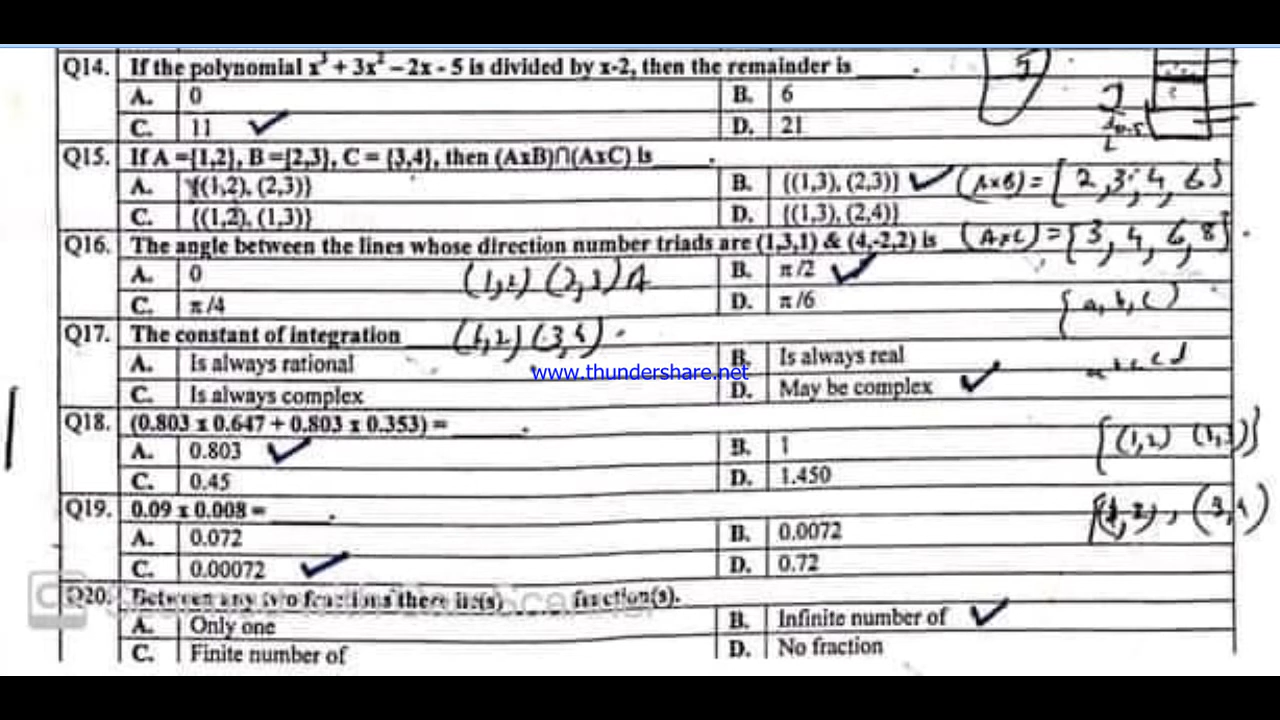 Q14. If the polynomial x³ + 3x² – 2x - 5 is divided by x-2, then the remainder is ____ .
A. 0 B. 6
C. 11 ✓ D. 21
Q15. If A ={1,2}, B ={2,3}, C = {3,4}, then (AxB)∩(AxC) is ____ .
A. {(1,2), (2,3)} B. {(1,3), (2,3)} ✓ (A×B) = { 2, 3, 4, 6}
C. {(1,2), (1,3)} D. {(1,3), (2,4)}
Q16. The angle between the lines whose direction number triads are (1,3,1) & (4,-2,2) is (A×C) = {3, 4, 6, 8} .
A. 0 B. π /2 ✓
C. π /4 D. π /6
Q17. The constant of integration ____
A. Is always rational B. Is always real
www.thundershare.net
C. Is always complex D. May be complex ✓
Q18. (0.803 x 0.647 + 0.803 x 0.353) = ____ .
A. 0.803 ✓ B. 1
C. 0.45 D. 1.450
Q19. 0.09 x 0.008 = ____ .
A. 0.072 B. 0.0072
C. 0.00072 ✓ D. 0.72
Q20. Between any two fractions there lie(s) ____ fraction(s).
A. Only one B. Infinite number of ✓
C. Finite number of D. No fraction